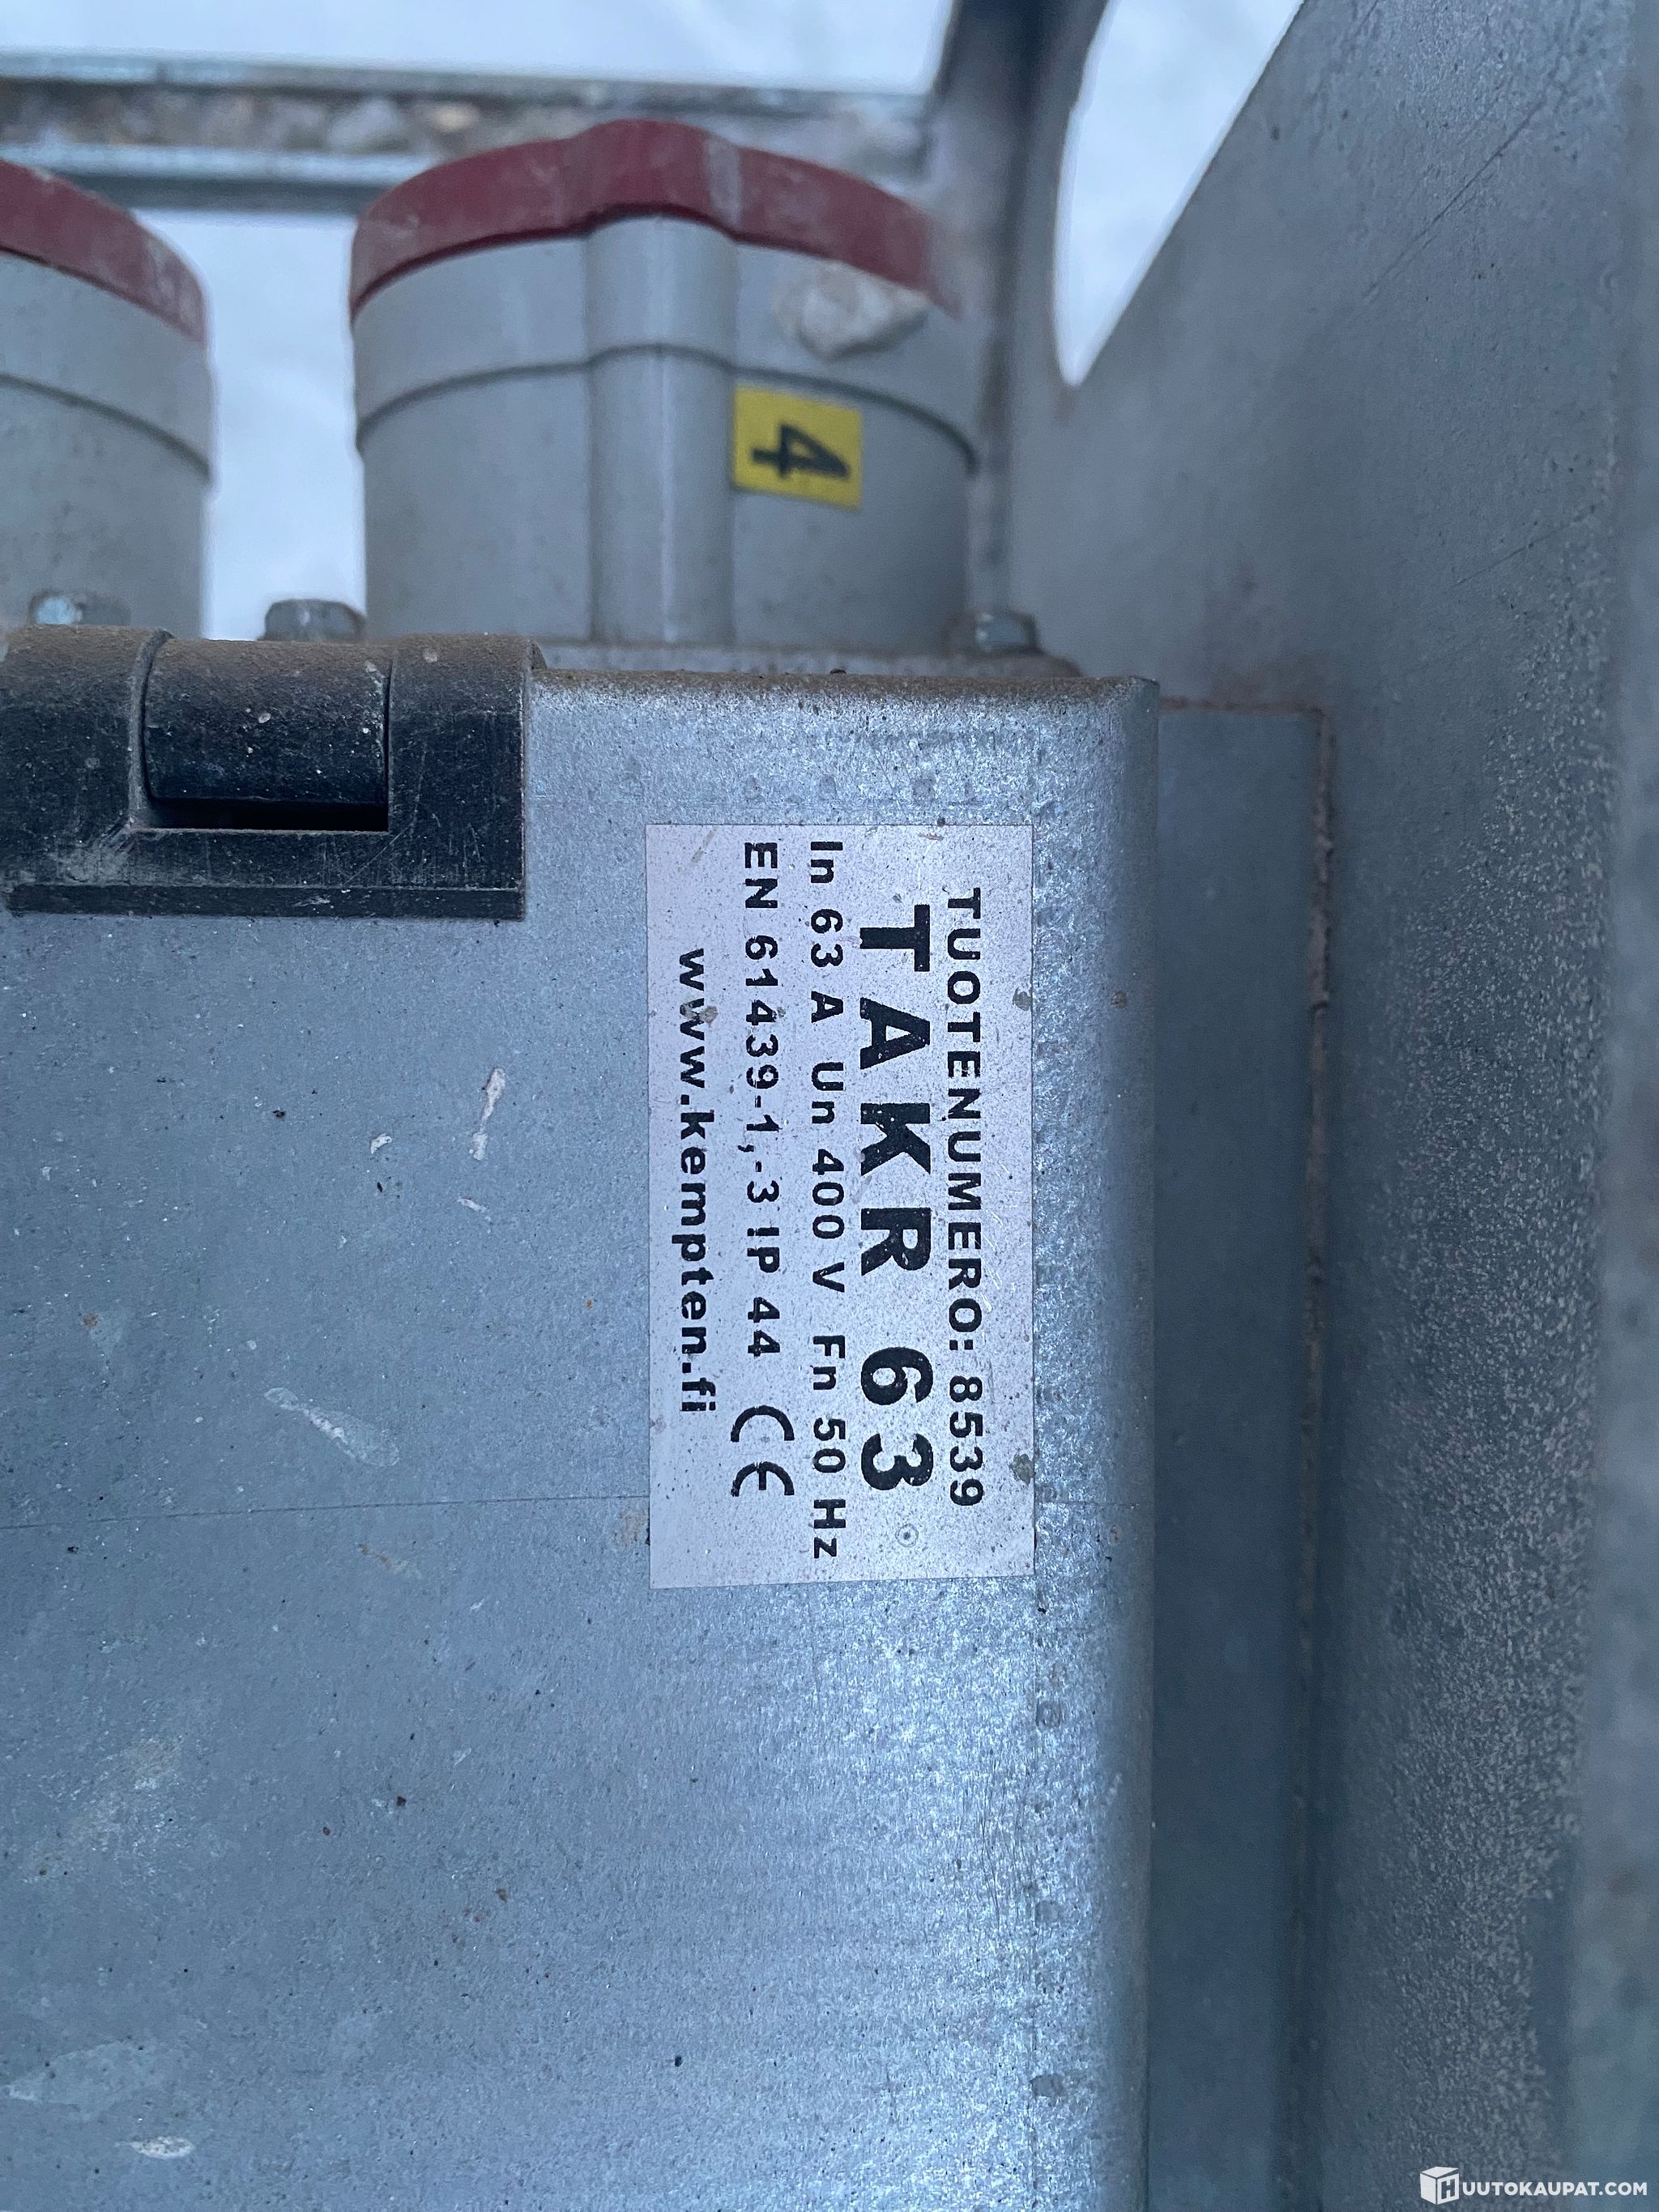 4
TUOTENUMERO: 8539
TAKR 63
In 63 A Un 400 V Fn 50 Hz
EN 61439-1,-3 IP 44 CE
www.kempten.fi
HUUTOKAUPAT.COM